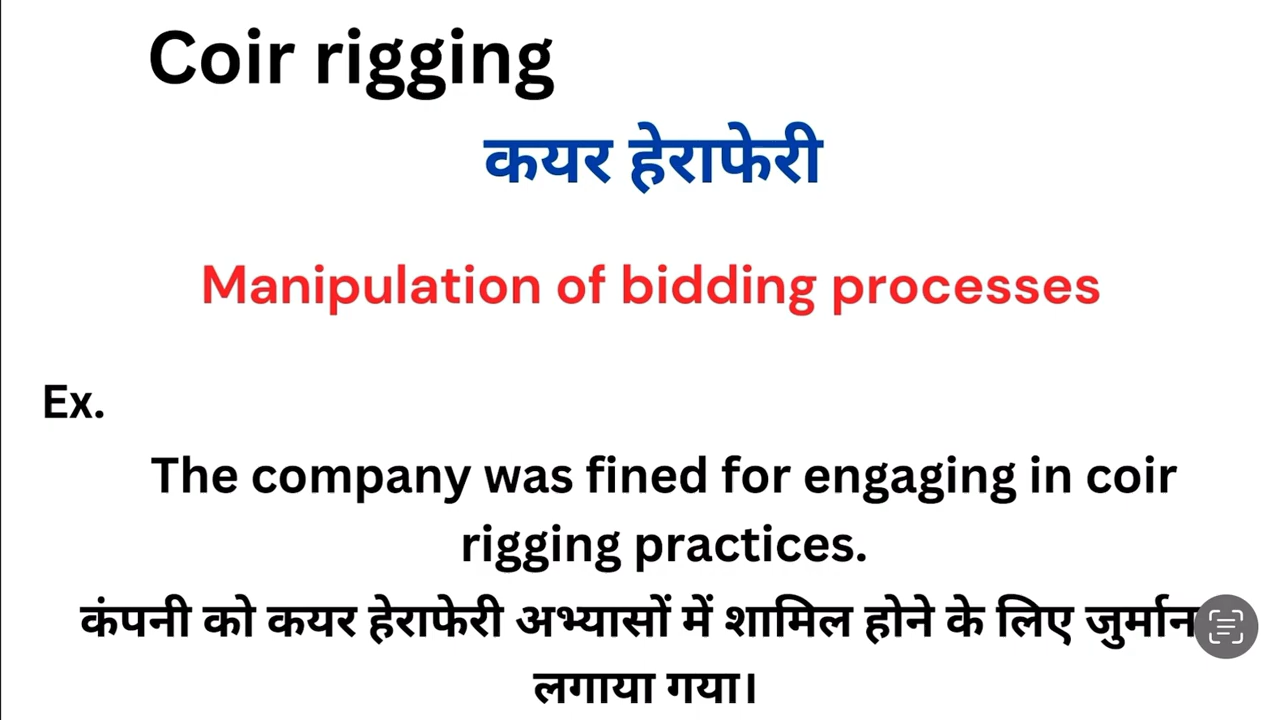 Coir rigging
कयर हेराफेरी
Manipulation of bidding processes
Ex.
The company was fined for engaging in coir
rigging practices.
कंपनी को कयर हेराफेरी अभ्यासों में शामिल होने के लिए
लगाया गया।